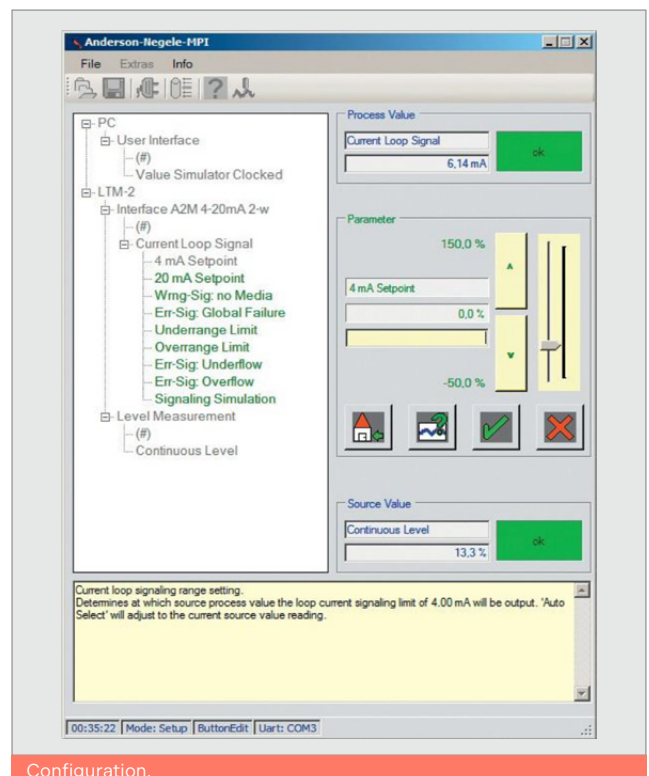 Anderson-Negele-MPI
File Extras Info
PC
User Interface
(#)
Value Simulator Clocked
LTM-2
Interface A2M 4-20mA 2-w
(#)
Current Loop Signal
4 mA Setpoint
20 mA Setpoint
Wrng-Sig: no Media
Err-Sig: Global Failure
Underrange Limit
Overrange Limit
Err-Sig: Underflow
Err-Sig: Overflow
Signaling Simulation
Level Measurement
(#)
Continuous Level
Process Value
Current Loop Signal
ok
6,14 mA
Parameter
150,0 %
4 mA Setpoint
0,0 %
-50,0 %
Source Value
Continuous Level
ok
13,3 %
Current loop signaling range setting.
Determines at which source process value the loop current signaling limit of 4.00 mA will be output. 'Auto
Select' will adjust to the current source value reading.
00:35:22 Mode: Setup ButtonEdit Uart: COM3
Configuration.